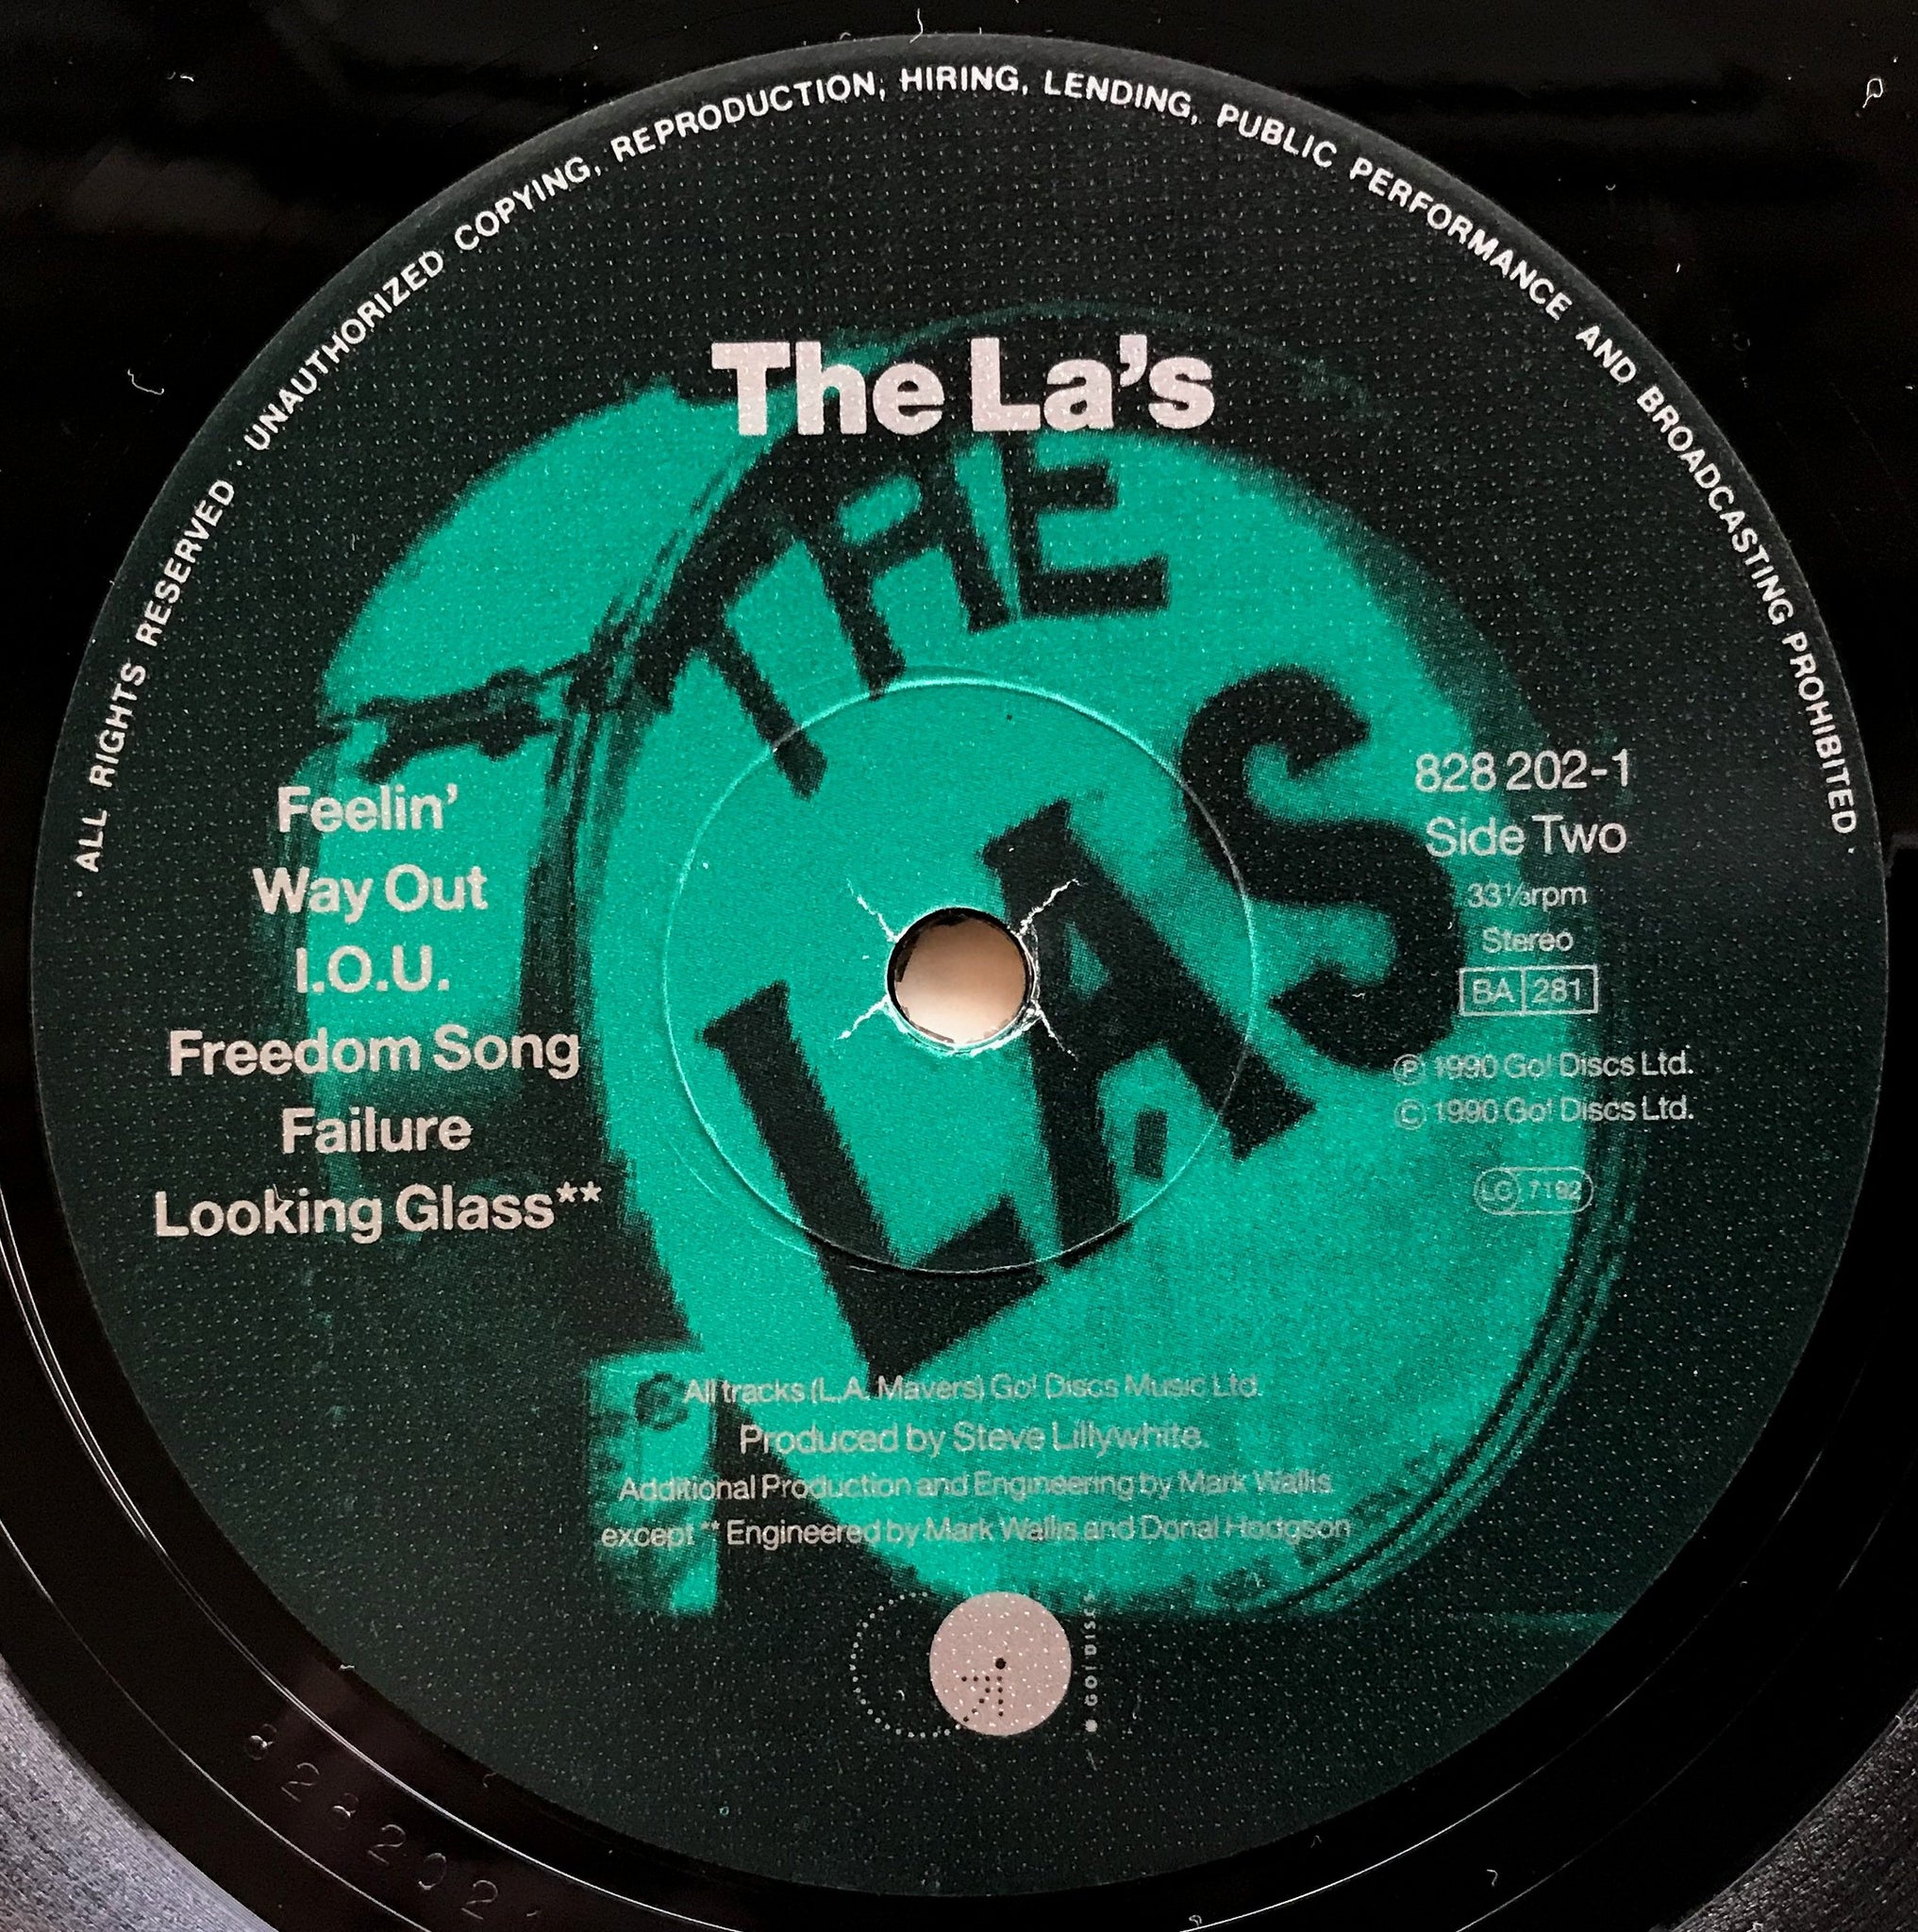 · ALL RIGHTS RESERVED · UNAUTHORIZED COPYING, REPRODUCTION, HIRING, LENDING, PUBLIC PERFORMANCE AND BROADCASTING PROHIBITED ·
The La's
THE
LA'S
Feelin'
Way Out
I.O.U.
Freedom Song
Failure
Looking Glass**
828 202-1
Side Two
33⅓rpm
Stereo
BA 281
Ⓟ 1990 Go! Discs Ltd.
© 1990 Go! Discs Ltd.
LC 7192
All tracks (L.A. Mavers) Go! Discs Music Ltd.
Produced by Steve Lillywhite.
Additional Production and Engineering by Mark Wallis
except ** Engineered by Mark Wallis and Donal Hodgson
GO! DISCS
8282021